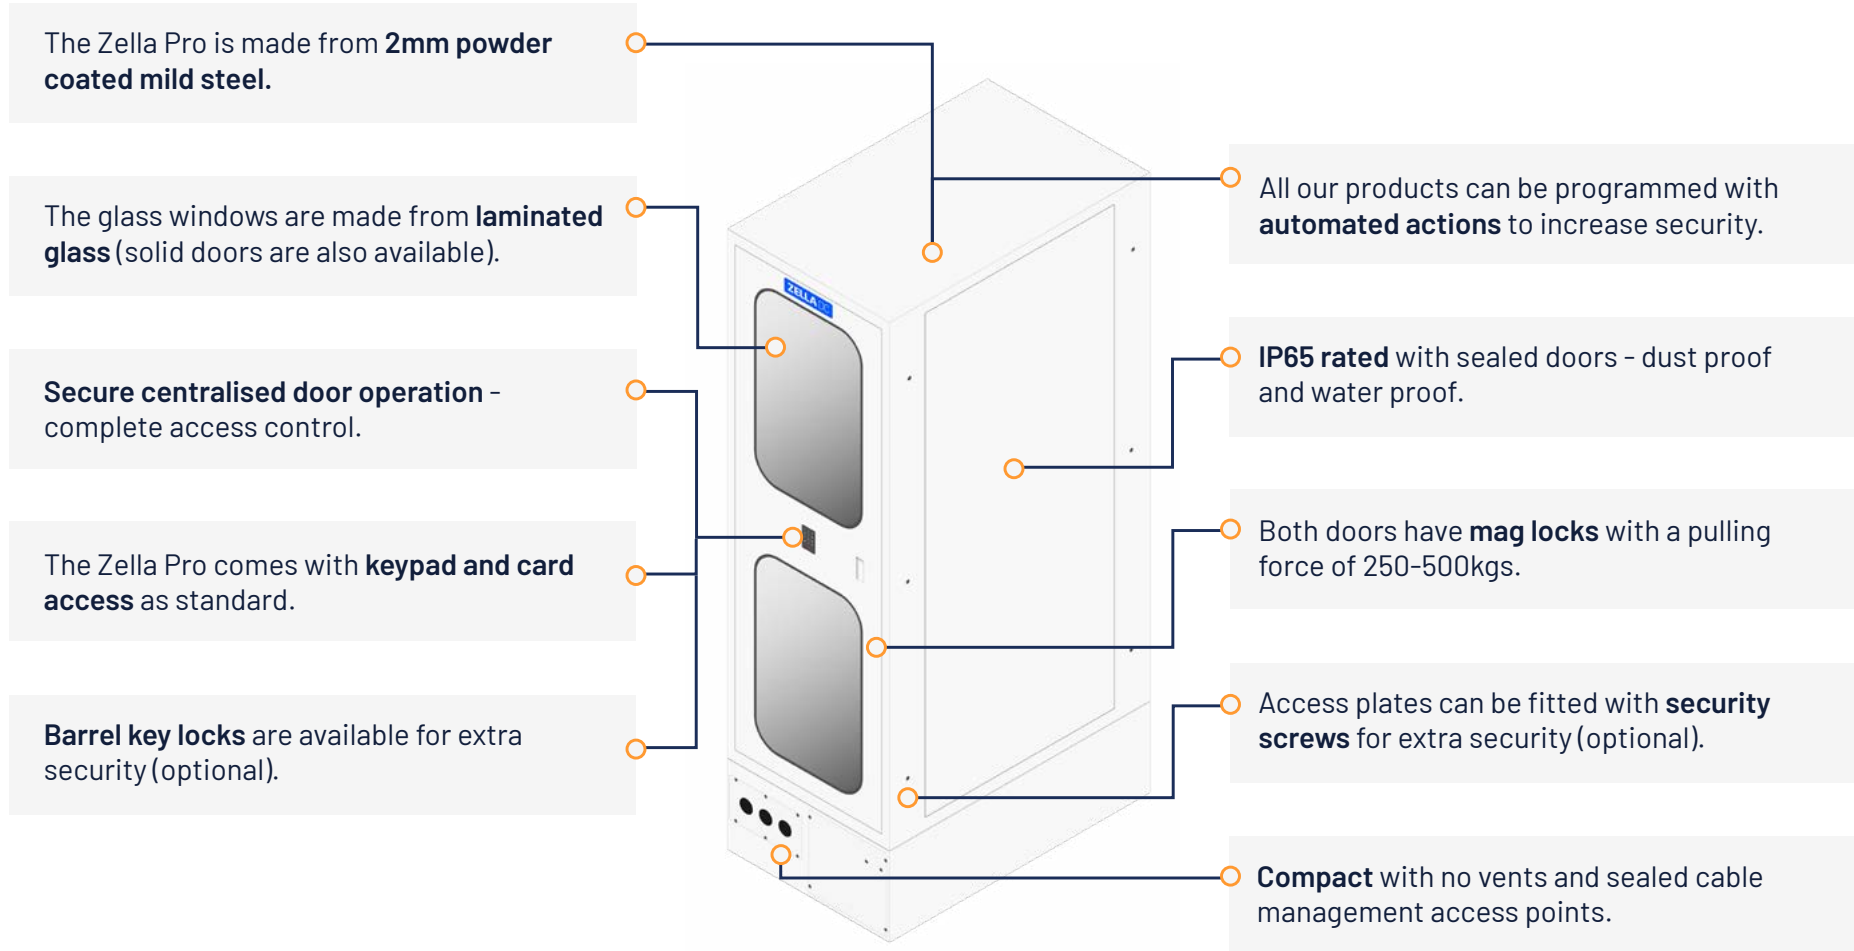 The Zella Pro is made from 2mm powder
coated mild steel.
The glass windows are made from laminated
glass (solid doors are also available).
Secure centralised door operation -
complete access control.
The Zella Pro comes with keypad and card
access as standard.
Barrel key locks are available for extra
security (optional).
ZELLA DC
All our products can be programmed with
automated actions to increase security.
IP65 rated with sealed doors - dust proof
and water proof.
Both doors have mag locks with a pulling
force of 250-500kgs.
Access plates can be fitted with security
screws for extra security (optional).
Compact with no vents and sealed cable
management access points.